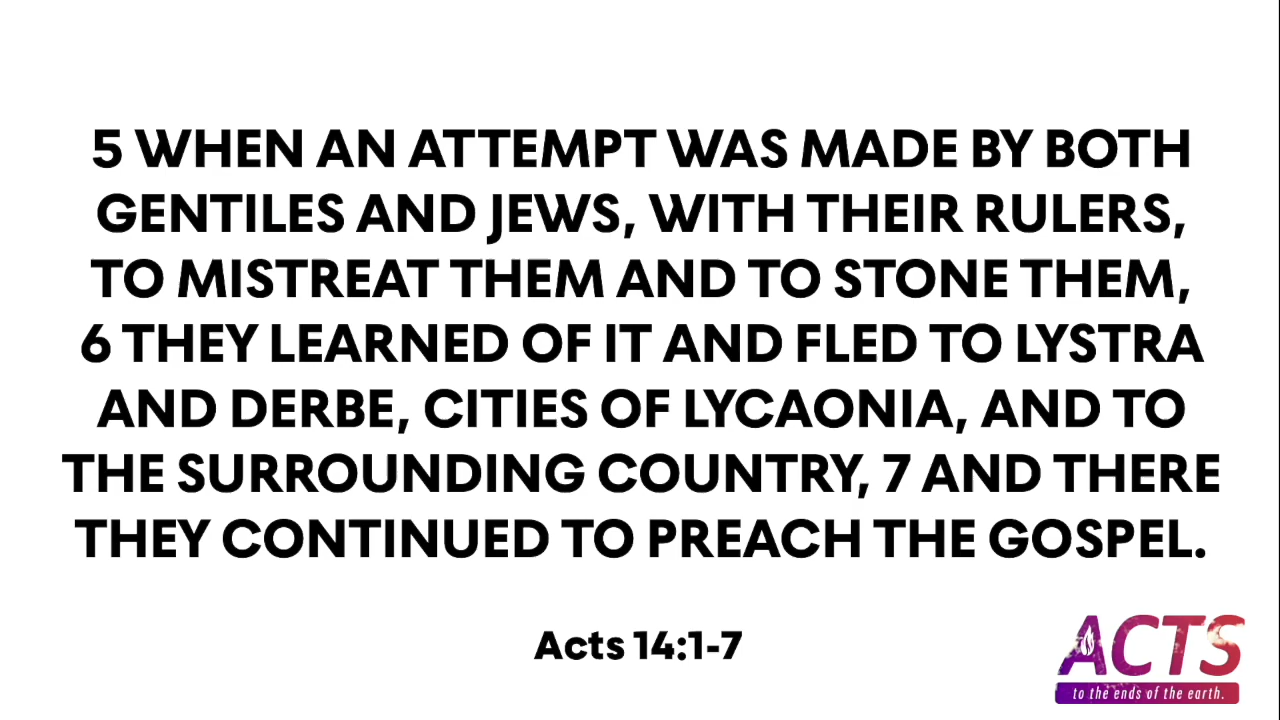 5 WHEN AN ATTEMPT WAS MADE BY BOTH
GENTILES AND JEWS, WITH THEIR RULERS,
TO MISTREAT THEM AND TO STONE THEM,
6 THEY LEARNED OF IT AND FLED TO LYSTRA
AND DERBE, CITIES OF LYCAONIA, AND TO
THE SURROUNDING COUNTRY, 7 AND THERE
THEY CONTINUED TO PREACH THE GOSPEL.
Acts 14:1-7
ACTS
to the ends of the earth.